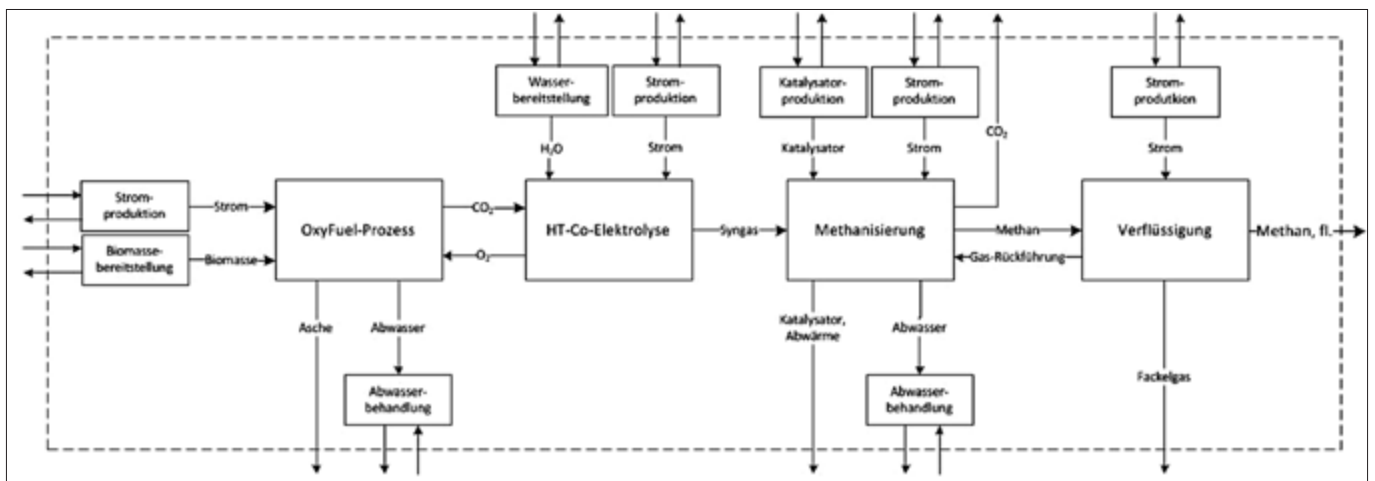 Wasser-
bereitstellung
Strom-
produktion
Katalysator-
produktion
Strom-
produktion
Strom-
produtkion
CO₂
H₂O
Strom
Katalysator
Strom
Strom
Strom-
produktion
Strom
OxyFuel-Prozess
CO₂
HT-Co-Elektrolyse
Syngas
Methanisierung
Methan
Verflüssigung
Methan, fl.
Biomasse-
bereitstellung
Biomasse
O₂
Gas-Rückführung
Asche
Abwasser
Katalysator,
Abwärme
Abwasser
Fackelgas
Abwasser-
behandlung
Abwasser-
behandlung